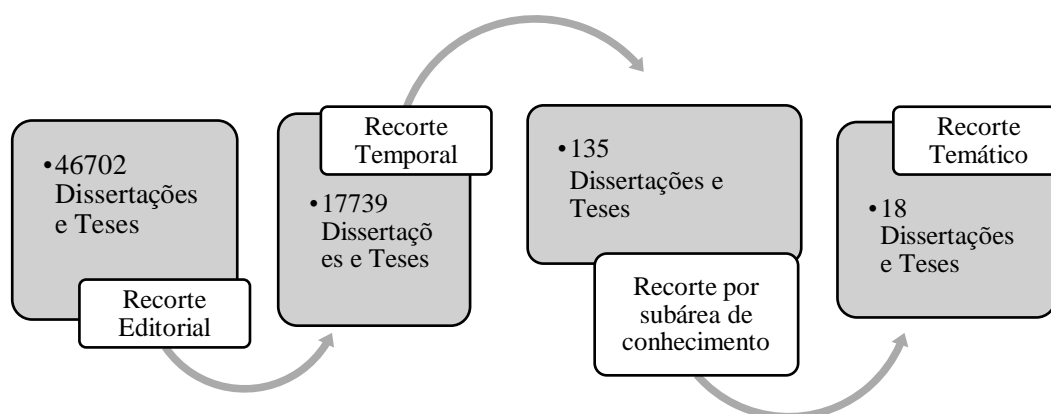 •46702
Dissertações
e Teses
Recorte
Editorial
Recorte
Temporal
•17739
Dissertaçõ
es e Teses
•135
Dissertações e
Teses
Recorte por
subárea de
conhecimento
Recorte
Temático
•18
Dissertações
e Teses